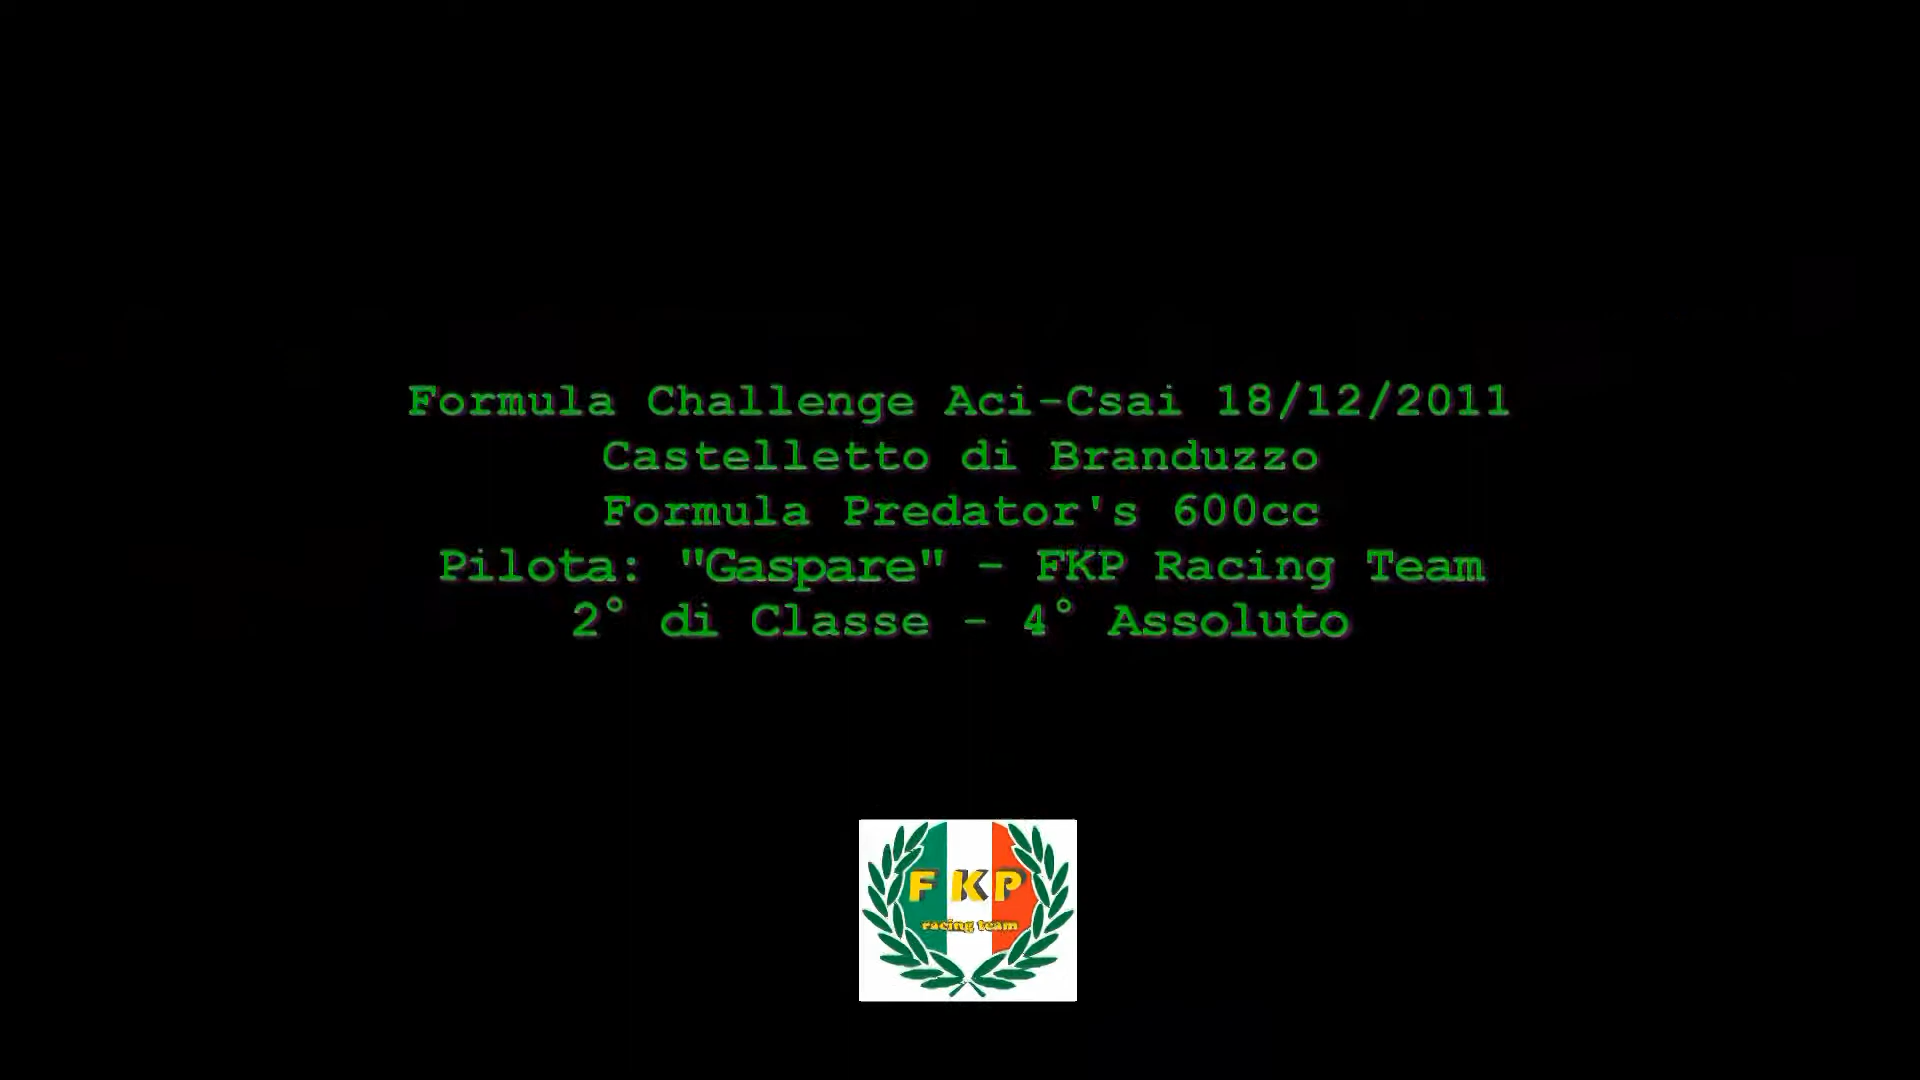 Formula Challenge Aci-Csai 18/12/2011
Castelletto di Branduzzo
Formula Predator's 600cc
Pilota: "Gaspare" - FKP Racing Team
2° di Classe - 4° Assoluto
FKP
racing team